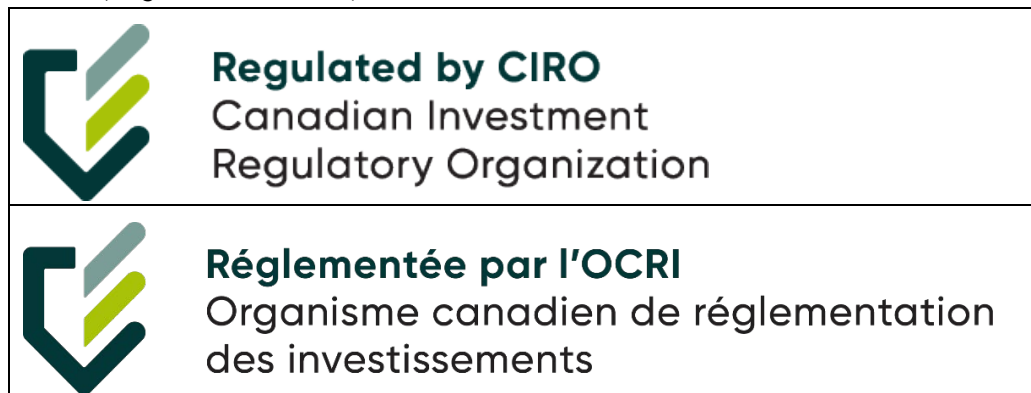 Regulated by CIRO
Canadian Investment
Regulatory Organization
Réglementée par l'OCRI
Organisme canadien de réglementation
des investissements